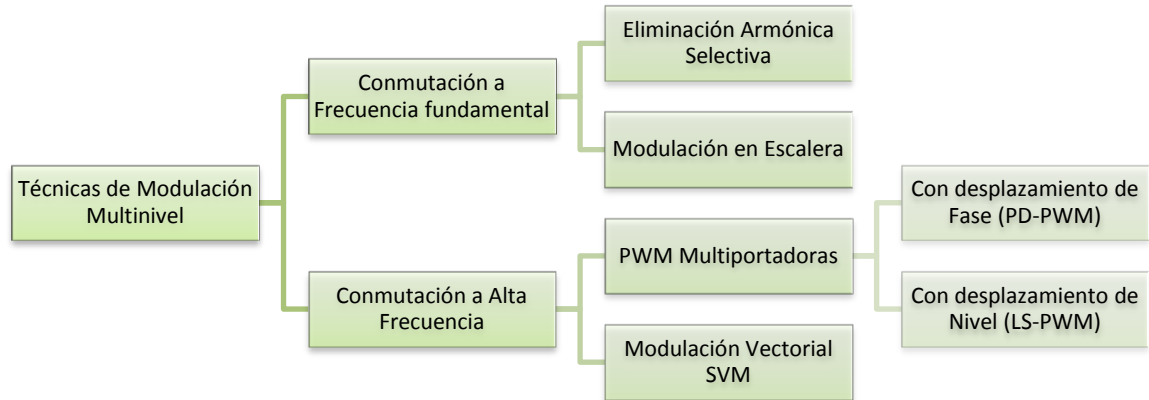 Técnicas de Modulación
Multinivel
Conmutación a
Frecuencia fundamental
Eliminación Armónica
Selectiva
Modulación en Escalera
Conmutación a Alta
Frecuencia
PWM Multiportadoras
Con desplazamiento de
Fase (PD-PWM)
Con desplazamiento de
Nivel (LS-PWM)
Modulación Vectorial
SVM